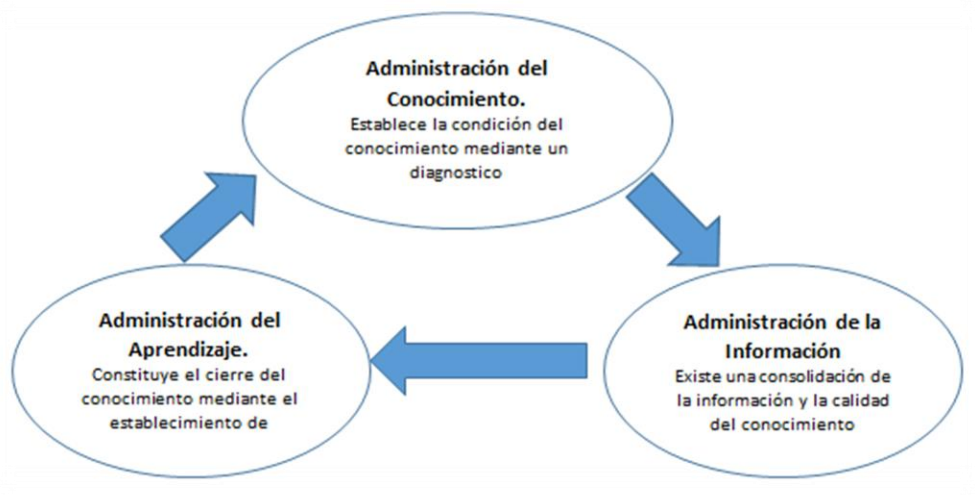 Administración del
Conocimiento.
Establece la condición del
conocimiento mediante un
diagnostico
Administración del
Aprendizaje.
Constituye el cierre del
conocimiento mediante el
establecimiento de
Administración de la
Información
Existe una consolidación de
la información y la calidad
del conocimiento